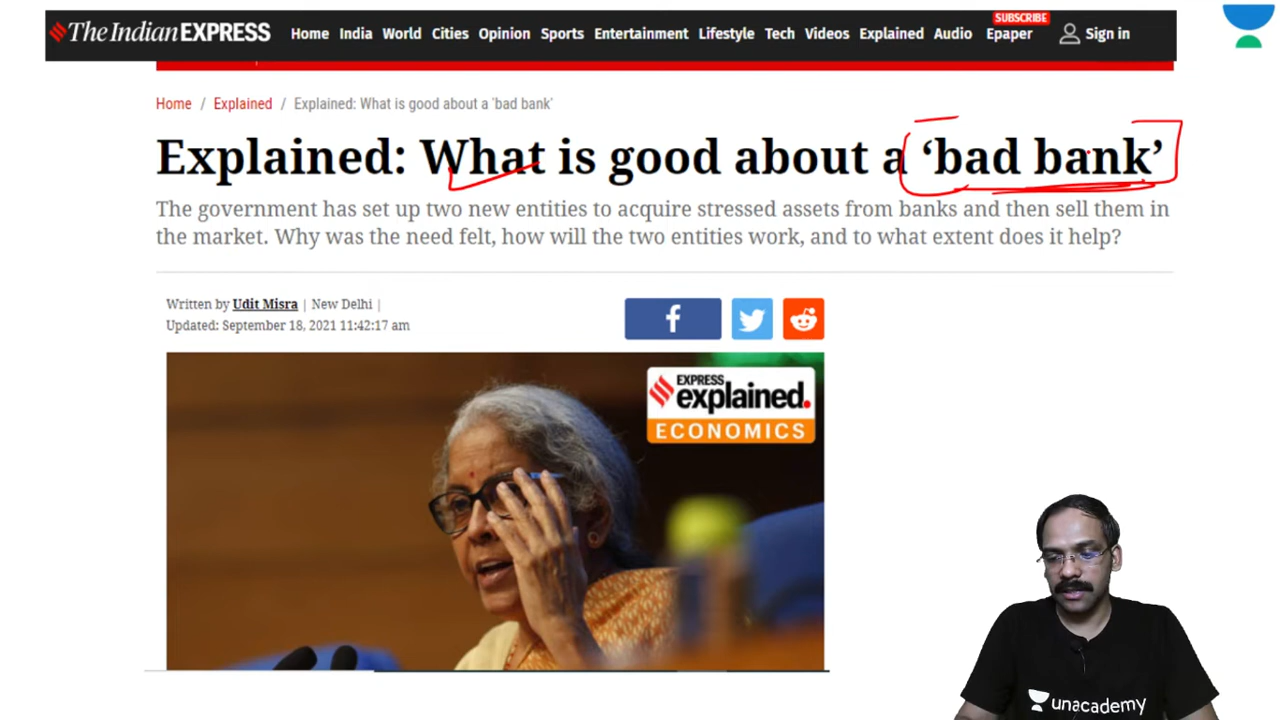 The Indian EXPRESS Home India World Cities Opinion Sports Entertainment Lifestyle Tech Videos Explained Audio Epaper SUBSCRIBE Sign in
Home / Explained / Explained: What is good about a 'bad bank'
Explained: What is good about a ‘bad bank’
The government has set up two new entities to acquire stressed assets from banks and then sell them in
the market. Why was the need felt, how will the two entities work, and to what extent does it help?
Written by Udit Misra | New Delhi |
Updated: September 18, 2021 11:42:17 am
EXPRESS
explained.
ECONOMICS
unacademy